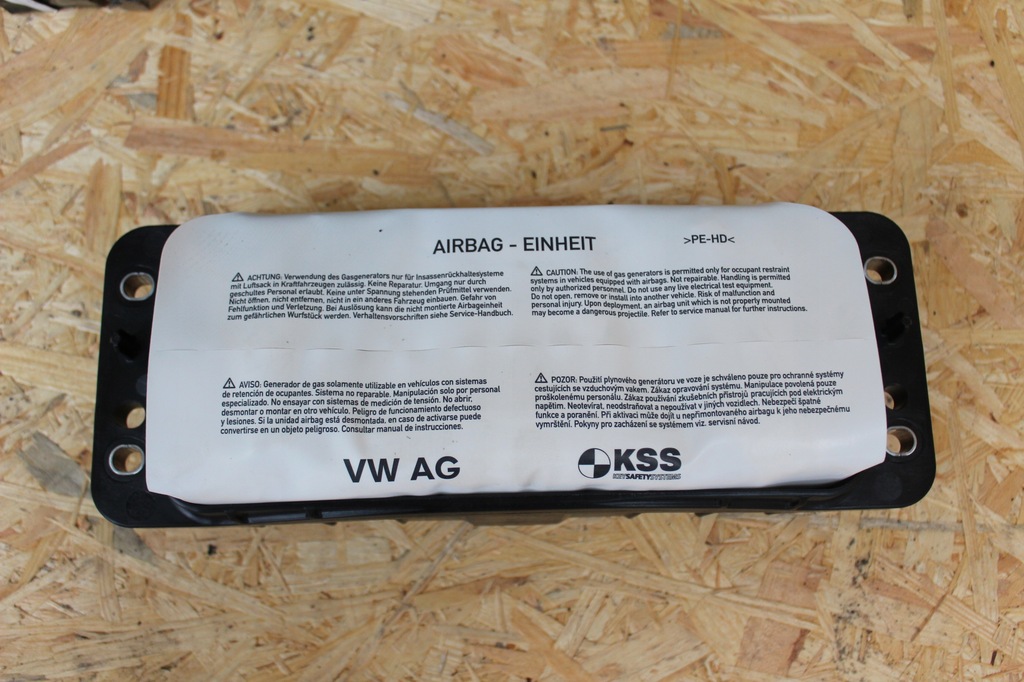 AIRBAG - EINHEIT
>PE-HD<
⚠ ACHTUNG: Verwendung des Gasgenerators nur für Insassenrückhaltesysteme
mit Luftsack in Kraftfahrzeugen zulässig. Keine Reparatur. Umgang nur durch
geschultes Personal erlaubt. Keine unter Spannung stehenden Prüfmittel verwenden.
Nicht öffnen, nicht entfernen, nicht in ein anderes Fahrzeug einbauen. Gefahr von
Fehlfunktion und Verletzung. Bei Auslösung kann die nicht montierte Airbageinheit
zum gefährlichen Wurfstück werden. Verhaltensvorschriften siehe Service-Handbuch.
⚠ CAUTION: The use of gas generators is permitted only for occupant restraint
systems in vehicles equipped with airbags. Not repairable. Handling is permitted
only by authorized personnel. Do not use any live electrical test equipment.
Do not open, remove or install into another vehicle. Risk of malfunction and
personal injury. Upon deployment, an airbag unit which is not properly mounted
may become a dangerous projectile. Refer to service manual for further instructions.
⚠ AVISO: Generador de gas solamente utilizable en vehículos con sistemas
de retención de ocupantes. Sistema no reparable. Manipulación solo por personal
especializado. No ensayar con sistemas de medición de tensión. No abrir,
desmontar o montar en otro vehículo. Peligro de funcionamiento defectuoso
y lesiones. Si la unidad airbag está desmontada, en caso de activarse puede
convertirse en un objeto peligroso. Consultar manual de instrucciones.
⚠ POZOR: Použití plynového generátoru ve voze je schváleno pouze pro ochranné systémy
cestujících se vzduchovým vakem. Zákaz opravování systému. Manipulace povolená pouze
proškolenému personálu. Zákaz používání zkušebních přístrojů pracujících pod elektrickým
napětím. Neotevírat, neodstraňovat a nepoužívat v jiných vozidlech. Nebezpečí špatné
funkce a poranění. Při aktivaci může dojít u nepřimontovaného airbagu k jeho nebezpečnému
vymrštění. Pokyny pro zacházení se systémem viz. servisní návod.
VW AG
KSS
KEYSAFETYSYSTEMS